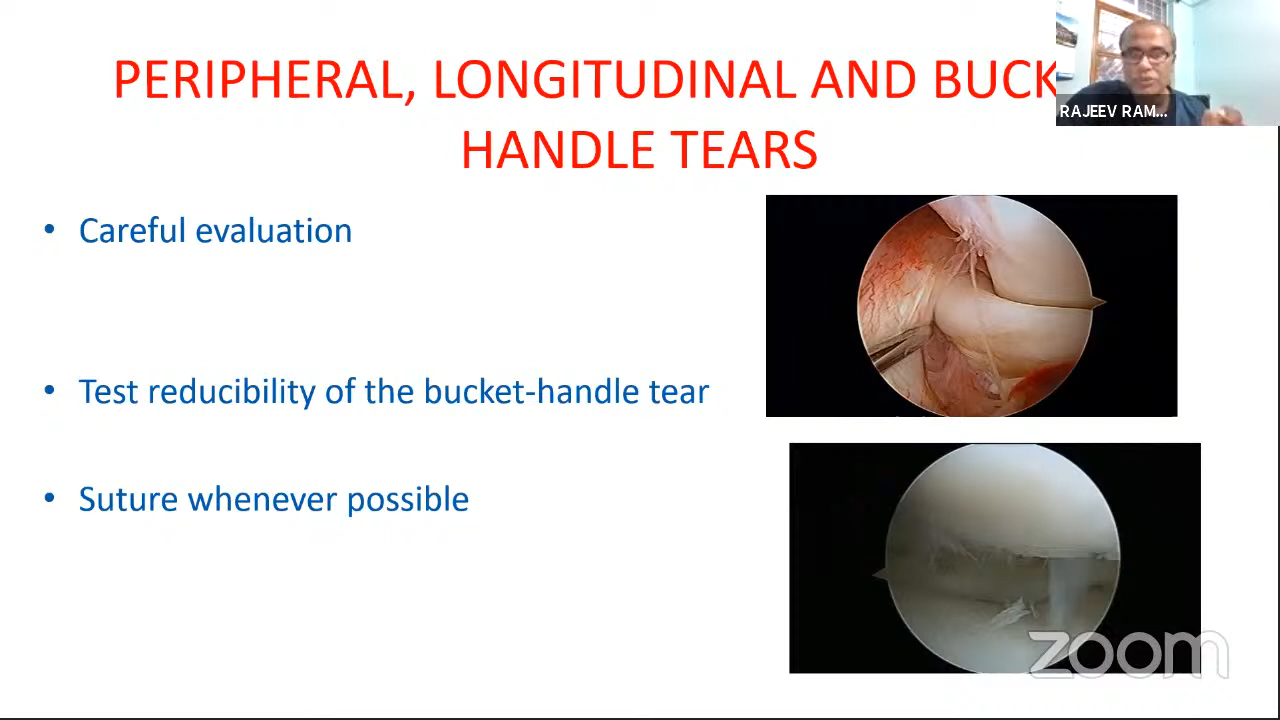 PERIPHERAL, LONGITUDINAL AND BUCK
HANDLE TEARS
RAJEEV RAM...
• Careful evaluation
• Test reducibility of the bucket-handle tear
• Suture whenever possible
zoom